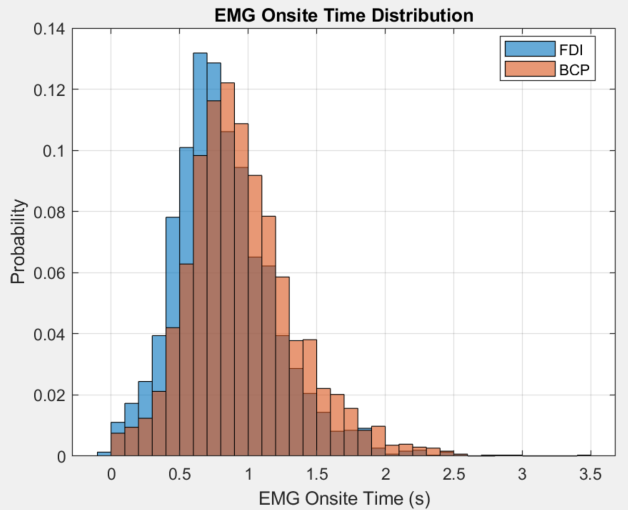 EMG Onsite Time Distribution
FDI
BCP
0.14
0.12
0.1
0.08
0.06
0.04
0.02
0
Probability
0 0.5 1 1.5 2 2.5 3 3.5
EMG Onsite Time (s)